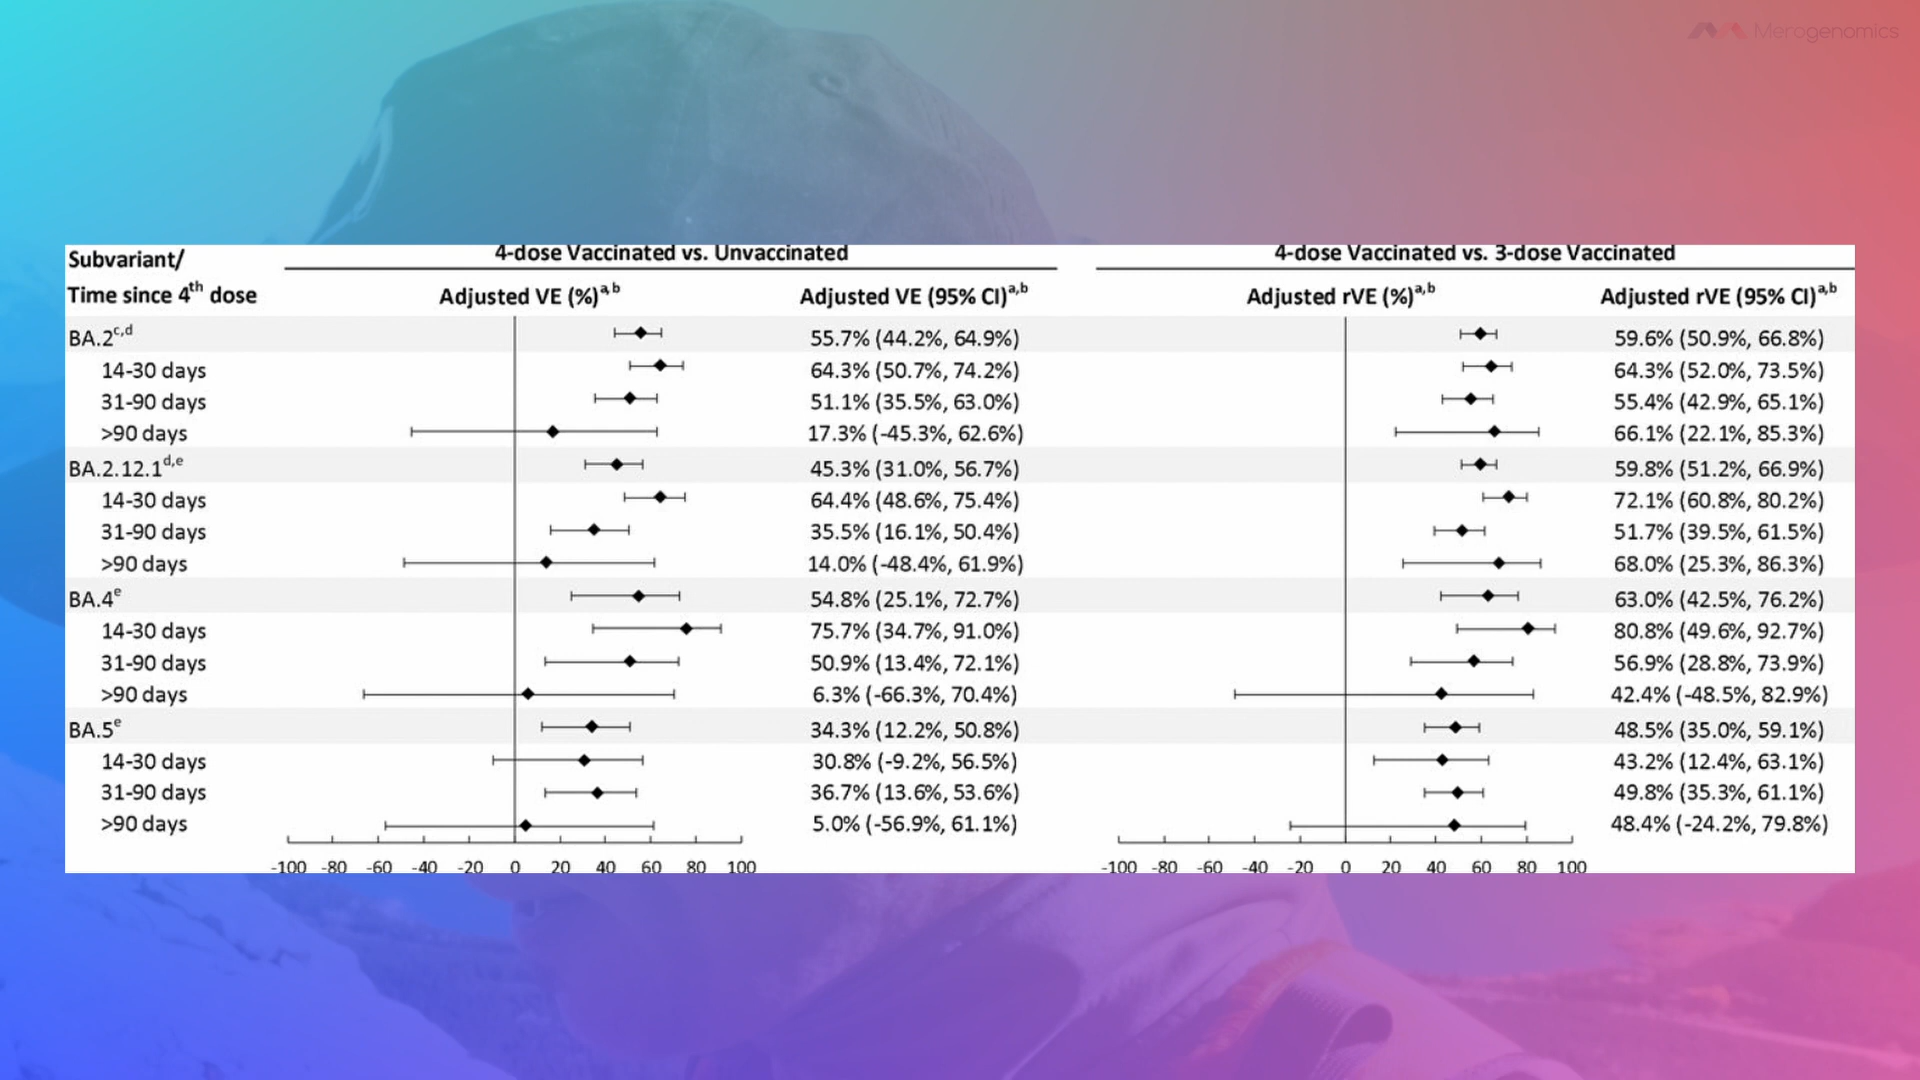 Merogenomics
4-dose Vaccinated vs. Unvaccinated 4-dose Vaccinated vs. 3-dose Vaccinated
Subvariant/
Time since 4th dose Adjusted VE (%)a,b Adjusted VE (95% CI)a,b Adjusted rVE (%)a,b Adjusted rVE (95% CI)a,b
BA.2c,d 55.7% (44.2%, 64.9%) 59.6% (50.9%, 66.8%)
14-30 days 64.3% (50.7%, 74.2%) 64.3% (52.0%, 73.5%)
31-90 days 51.1% (35.5%, 63.0%) 55.4% (42.9%, 65.1%)
>90 days 17.3% (-45.3%, 62.6%) 66.1% (22.1%, 85.3%)
BA.2.12.1d,e 45.3% (31.0%, 56.7%) 59.8% (51.2%, 66.9%)
14-30 days 64.4% (48.6%, 75.4%) 72.1% (60.8%, 80.2%)
31-90 days 35.5% (16.1%, 50.4%) 51.7% (39.5%, 61.5%)
>90 days 14.0% (-48.4%, 61.9%) 68.0% (25.3%, 86.3%)
BA.4e 54.8% (25.1%, 72.7%) 63.0% (42.5%, 76.2%)
14-30 days 75.7% (34.7%, 91.0%) 80.8% (49.6%, 92.7%)
31-90 days 50.9% (13.4%, 72.1%) 56.9% (28.8%, 73.9%)
>90 days 6.3% (-66.3%, 70.4%) 42.4% (-48.5%, 82.9%)
BA.5e 34.3% (12.2%, 50.8%) 48.5% (35.0%, 59.1%)
14-30 days 30.8% (-9.2%, 56.5%) 43.2% (12.4%, 63.1%)
31-90 days 36.7% (13.6%, 53.6%) 49.8% (35.3%, 61.1%)
>90 days 5.0% (-56.9%, 61.1%) 48.4% (-24.2%, 79.8%)
-100 -80 -60 -40 -20 0 20 40 60 80 100 -100 -80 -60 -40 -20 0 20 40 60 80 100